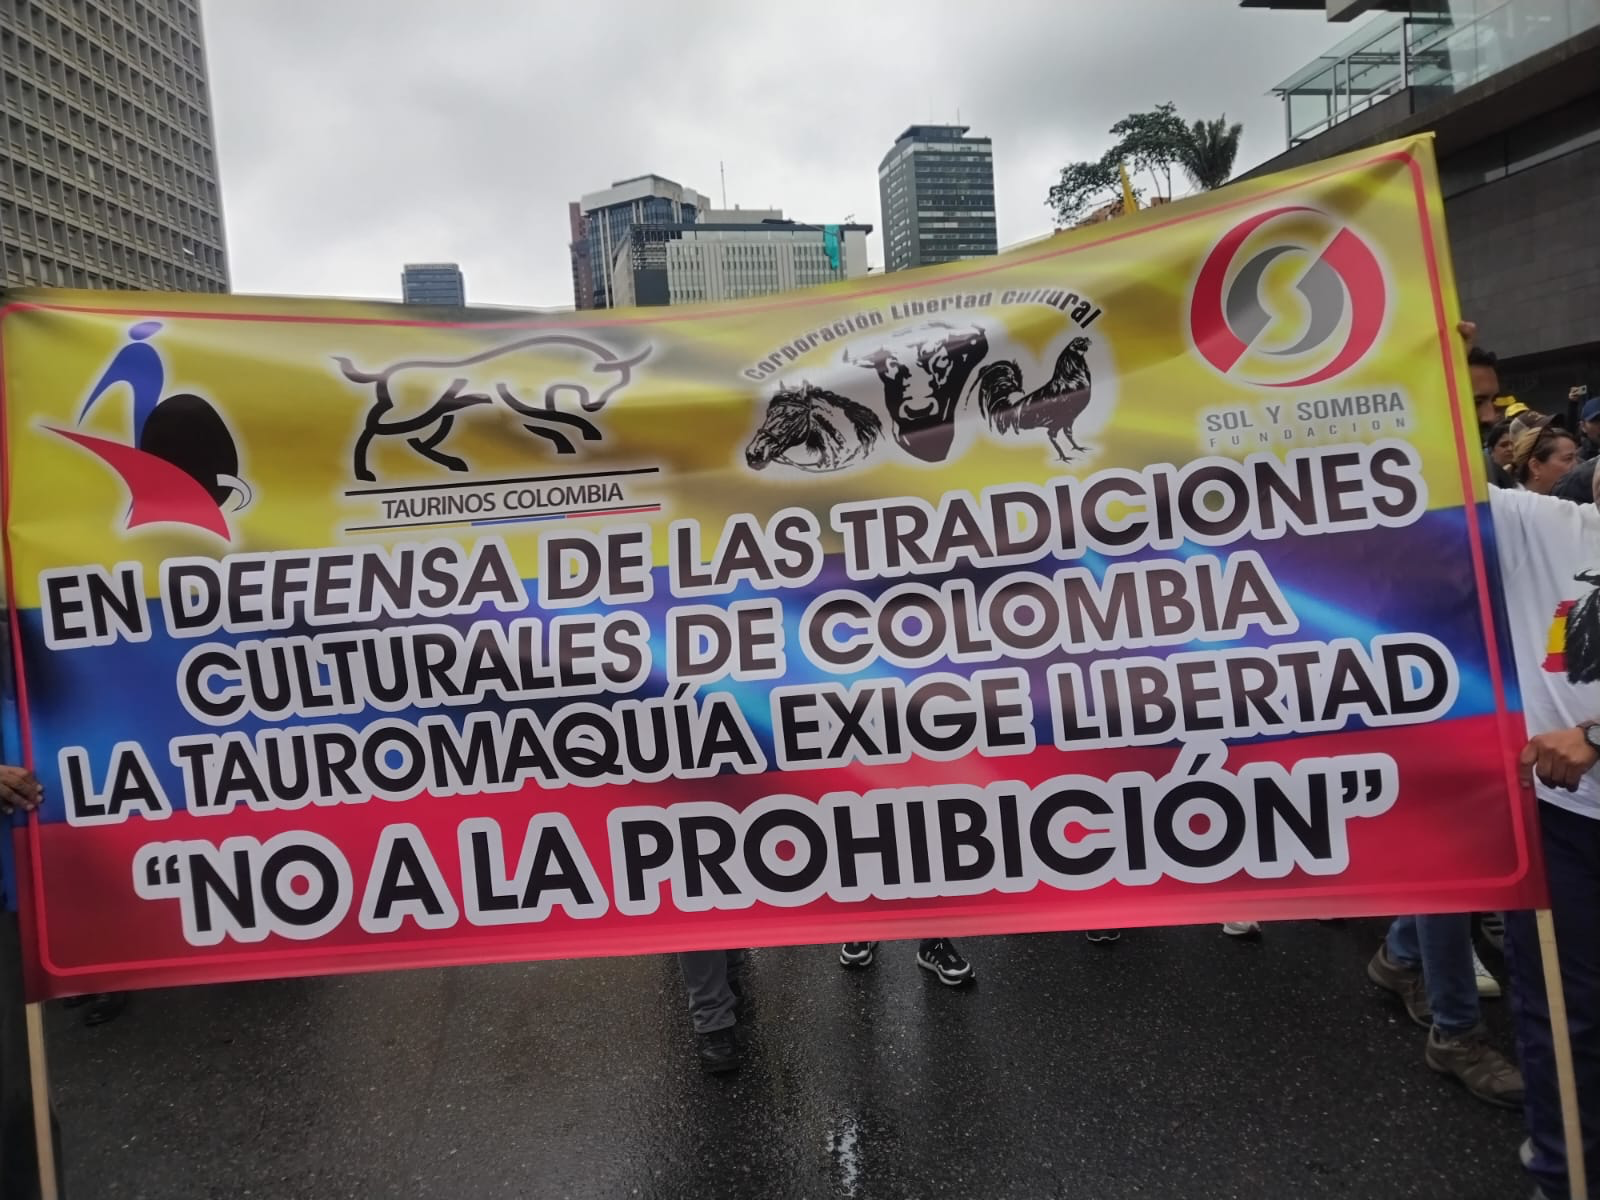 Corporación Libertad Cultural
TAURINOS COLOMBIA
SOL Y SOMBRA
FUNDACION
EN DEFENSA DE LAS TRADICIONES
CULTURALES DE COLOMBIA
LA TAUROMAQUÍA EXIGE LIBERTAD
“NO A LA PROHIBICIÓN”